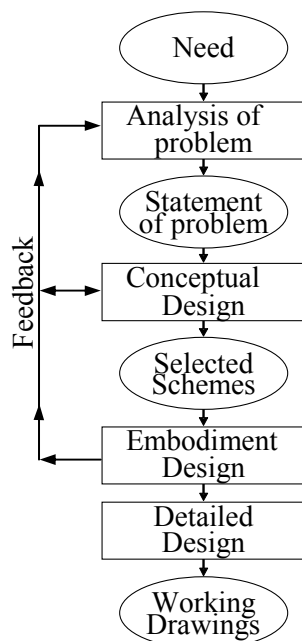 Need
Analysis of
problem
Statement
of problem
Feedback
Conceptual
Design
Selected
Schemes
Embodiment
Design
Detailed
Design
Working
Drawings